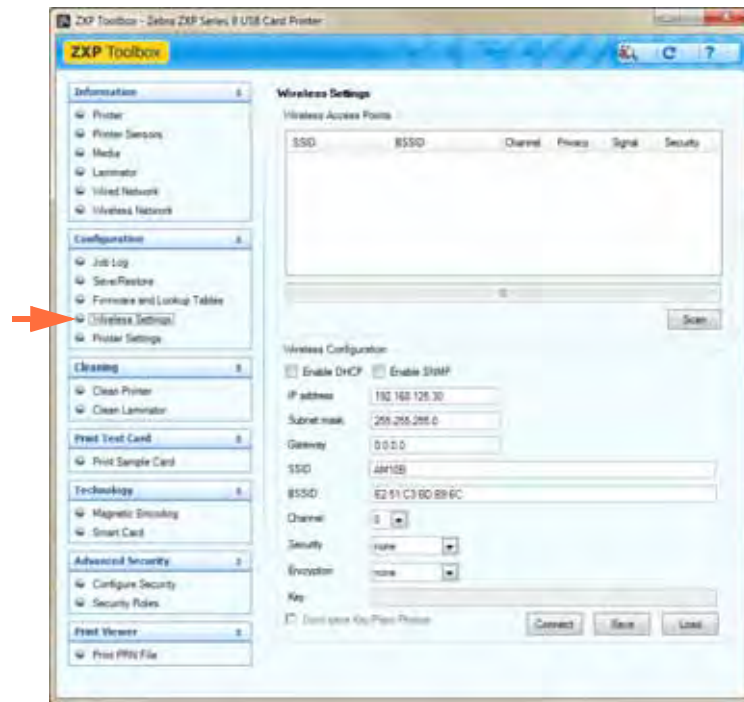 ZXP Toolbox - Zebra ZXP Series 8 USB Card Printer
ZXP Toolbox
?
Information
Printer
Printer Sensors
Media
Laminator
Wired Network
Wireless Network
Configuration
Job Log
Save/Restore
Firmware and Lookup Tables
Wireless Settings
Printer Settings
Cleaning
Clean Printer
Clean Laminator
Print Test Card
Print Sample Card
Technology
Magnetic Encoding
Smart Card
Advanced Security
Configure Security
Security Roles
Print Viewer
Print PRN File
Wireless Settings
Wireless Access Points
SSID BSSID Channel Privacy Signal Security
Scan
Wireless Configuration
Enable DHCP Enable SNMP
IP address 192.168.125.30
Subnet mask 255.255.255.0
Gateway 0.0.0.0
SSID AM10B
BSSID
Channel
Security none
Encryption none
Key
Don't save Key/Pass Phrase
Connect Save Load